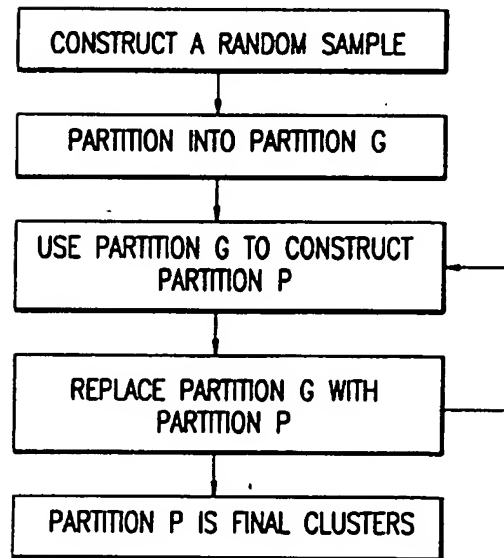 CONSTRUCT A RANDOM SAMPLE
PARTITION INTO PARTITION G
USE PARTITION G TO CONSTRUCT
PARTITION P
REPLACE PARTITION G WITH
PARTITION P
PARTITION P IS FINAL CLUSTERS